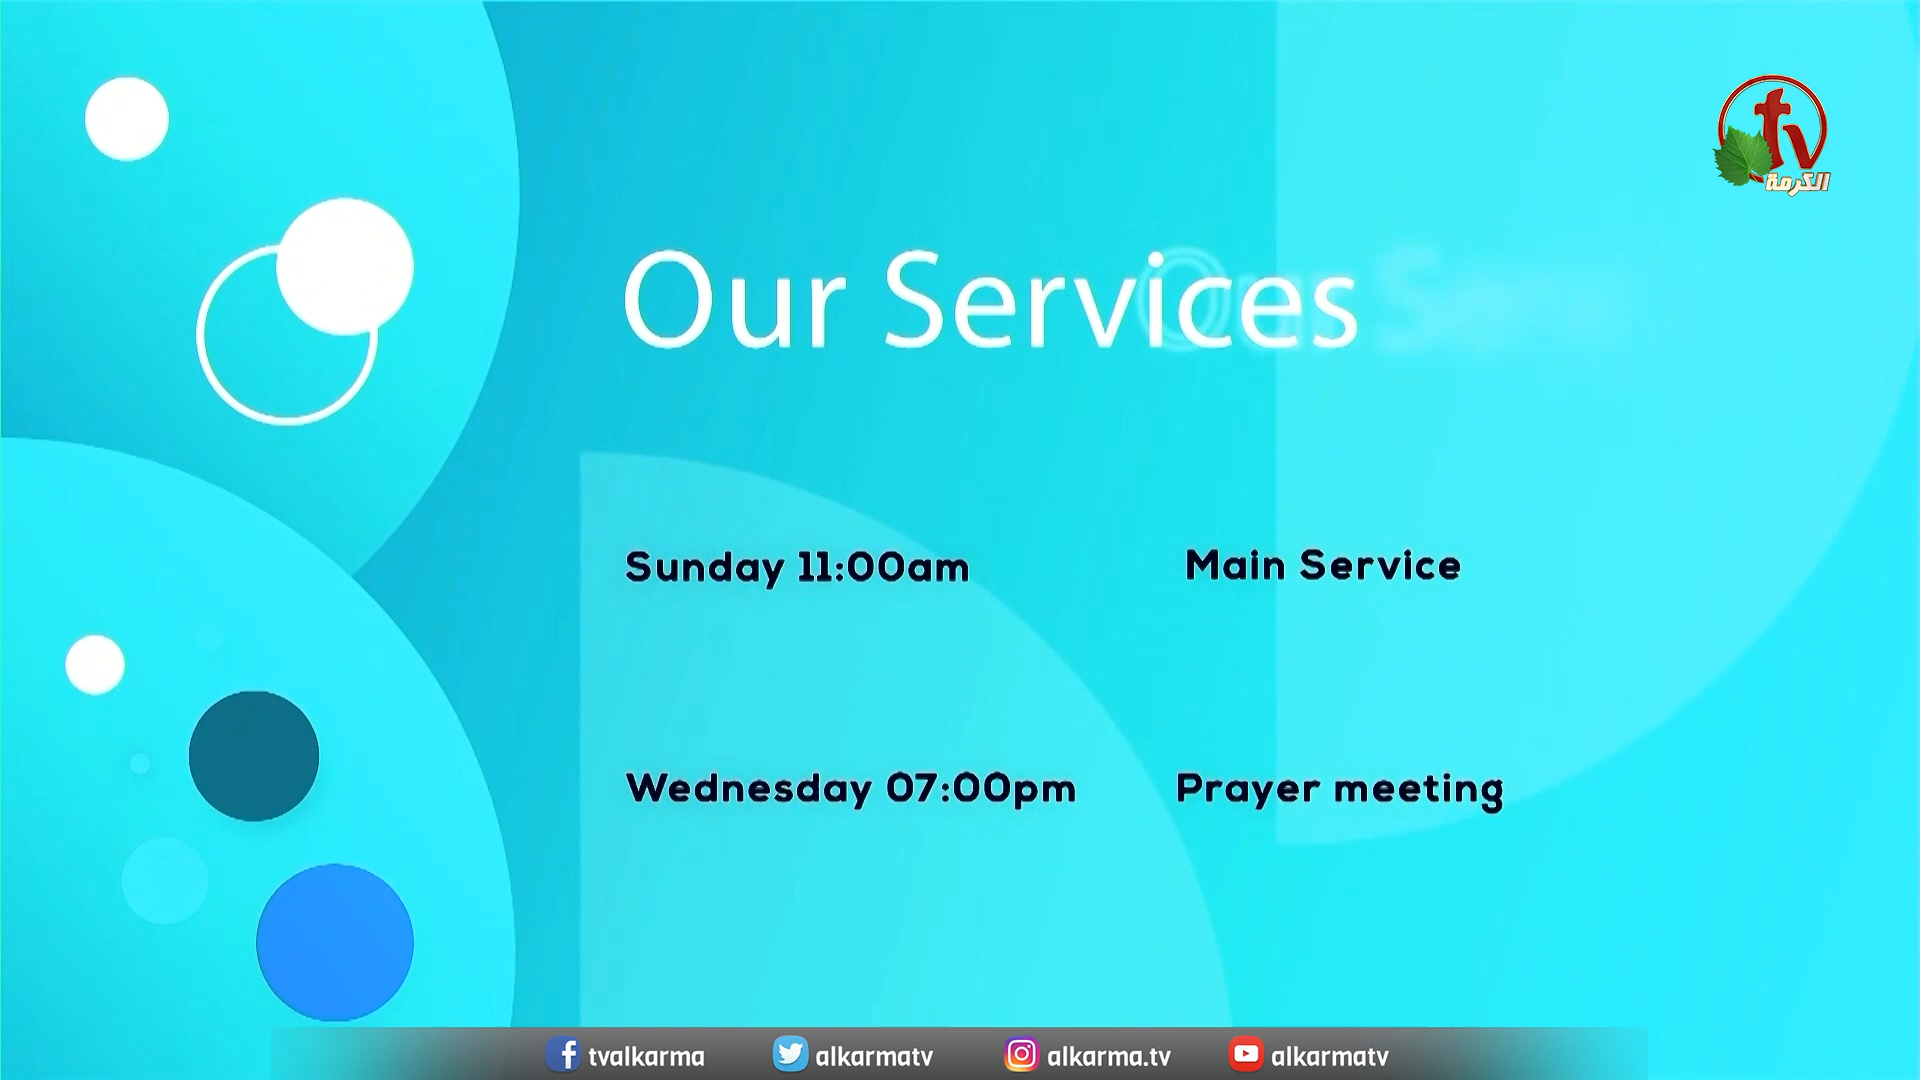 tv
الكرمة
Our Services
Sunday 11:00am Main Service
Wednesday 07:00pm Prayer meeting
tvalkarma alkarmatv alkarma.tv alkarmatv